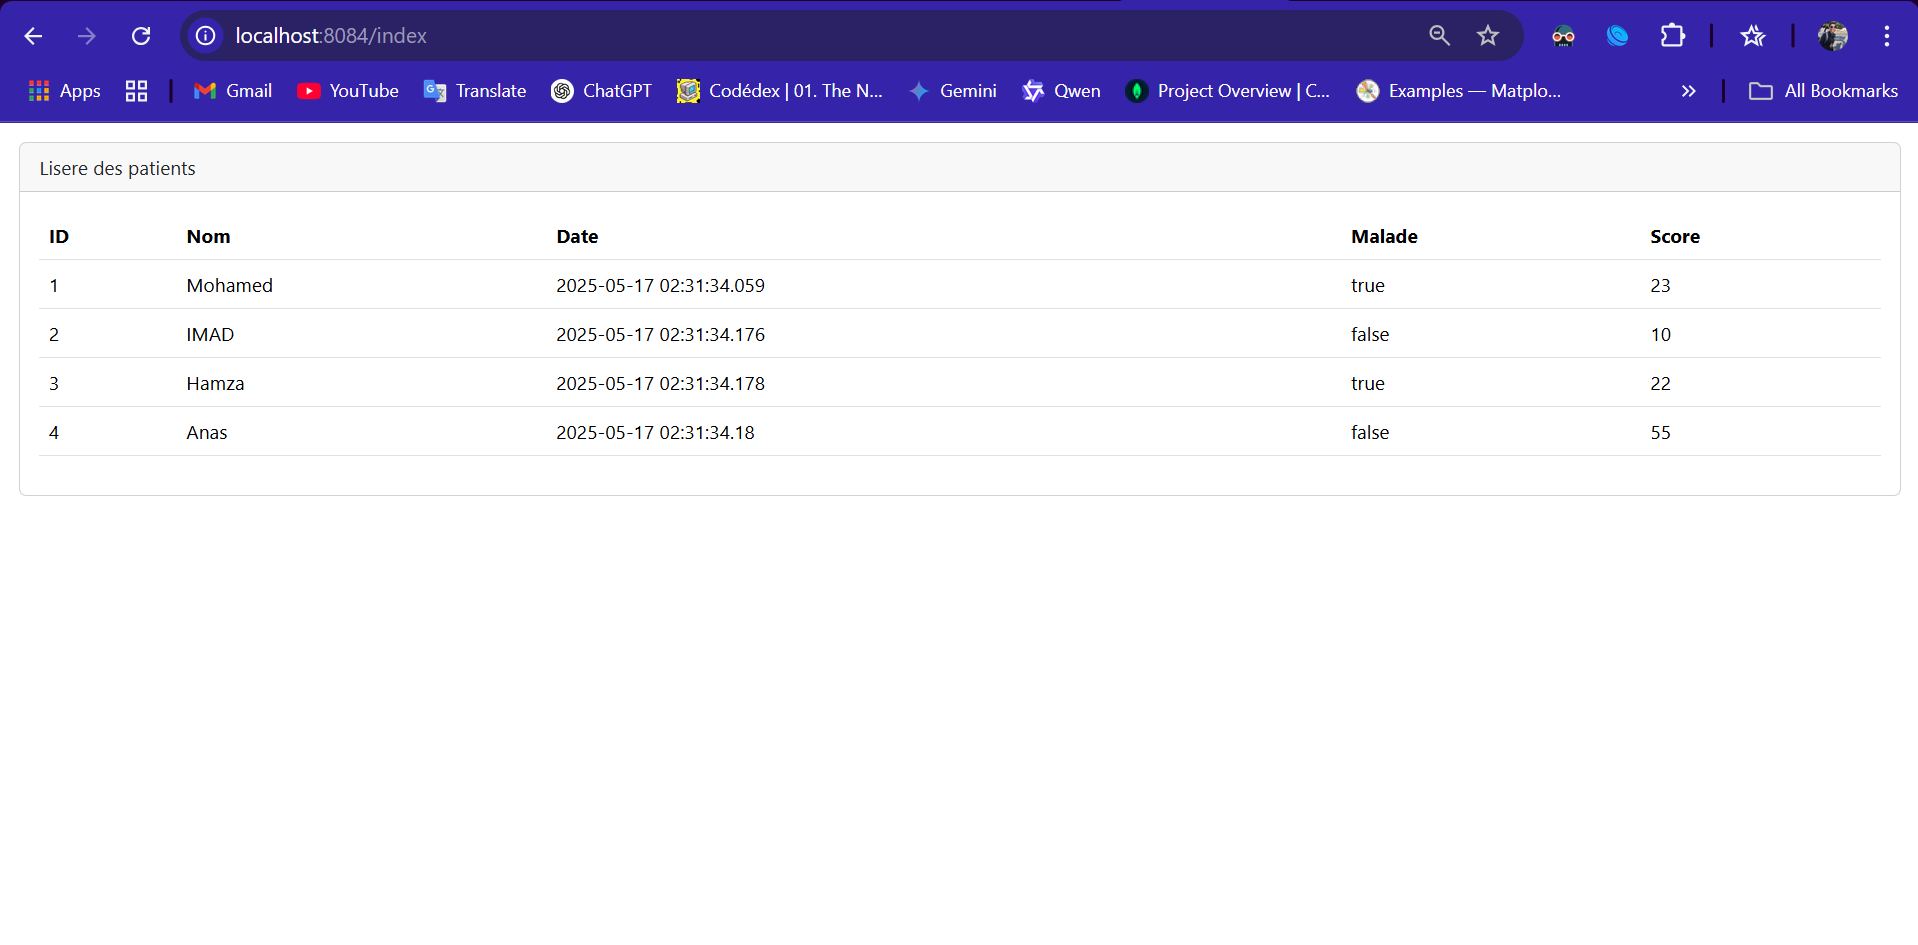 localhost:8084/index
Apps Gmail YouTube Translate ChatGPT Codédex | 01. The N... Gemini Qwen Project Overview | C... Examples — Matplo... » All Bookmarks
Lisere des patients
ID Nom Date Malade Score
1 Mohamed 2025-05-17 02:31:34.059 true 23
2 IMAD 2025-05-17 02:31:34.176 false 10
3 Hamza 2025-05-17 02:31:34.178 true 22
4 Anas 2025-05-17 02:31:34.18 false 55